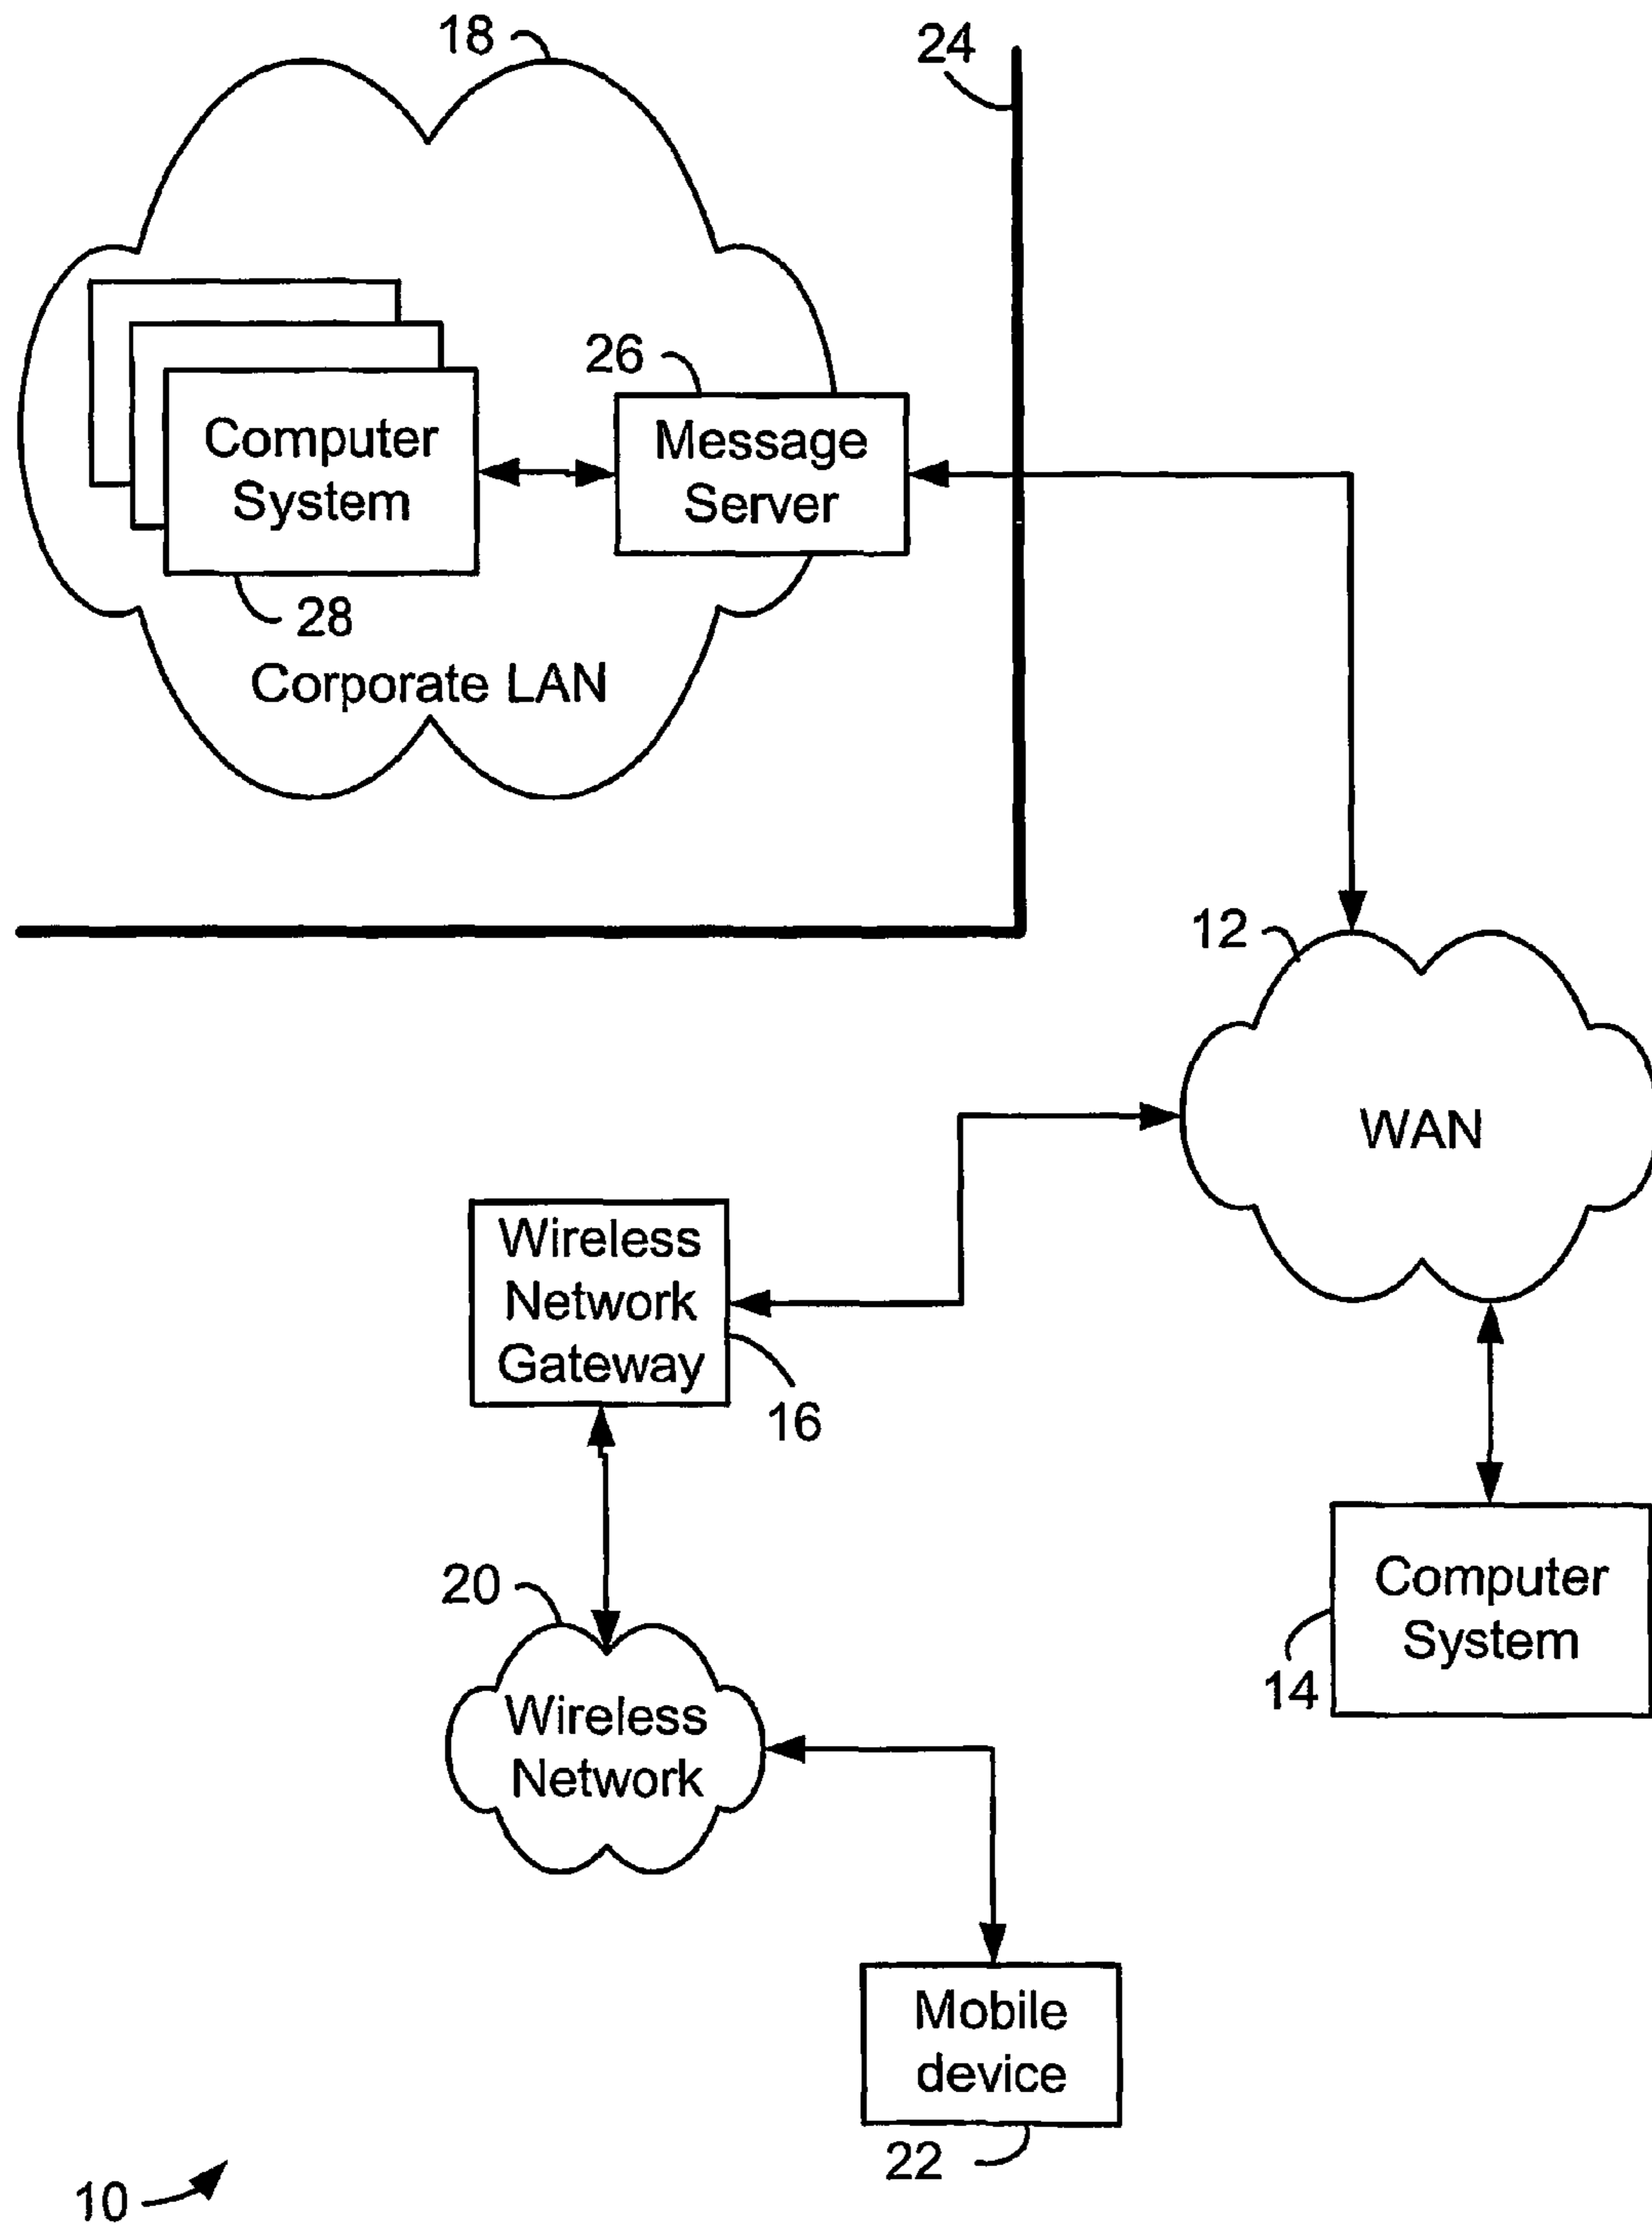 18
24
26
Computer
System
Message
Server
28
Corporate LAN
12
WAN
Wireless
Network
Gateway
16
20
Computer
System
14
Wireless
Network
Mobile
device
22
10